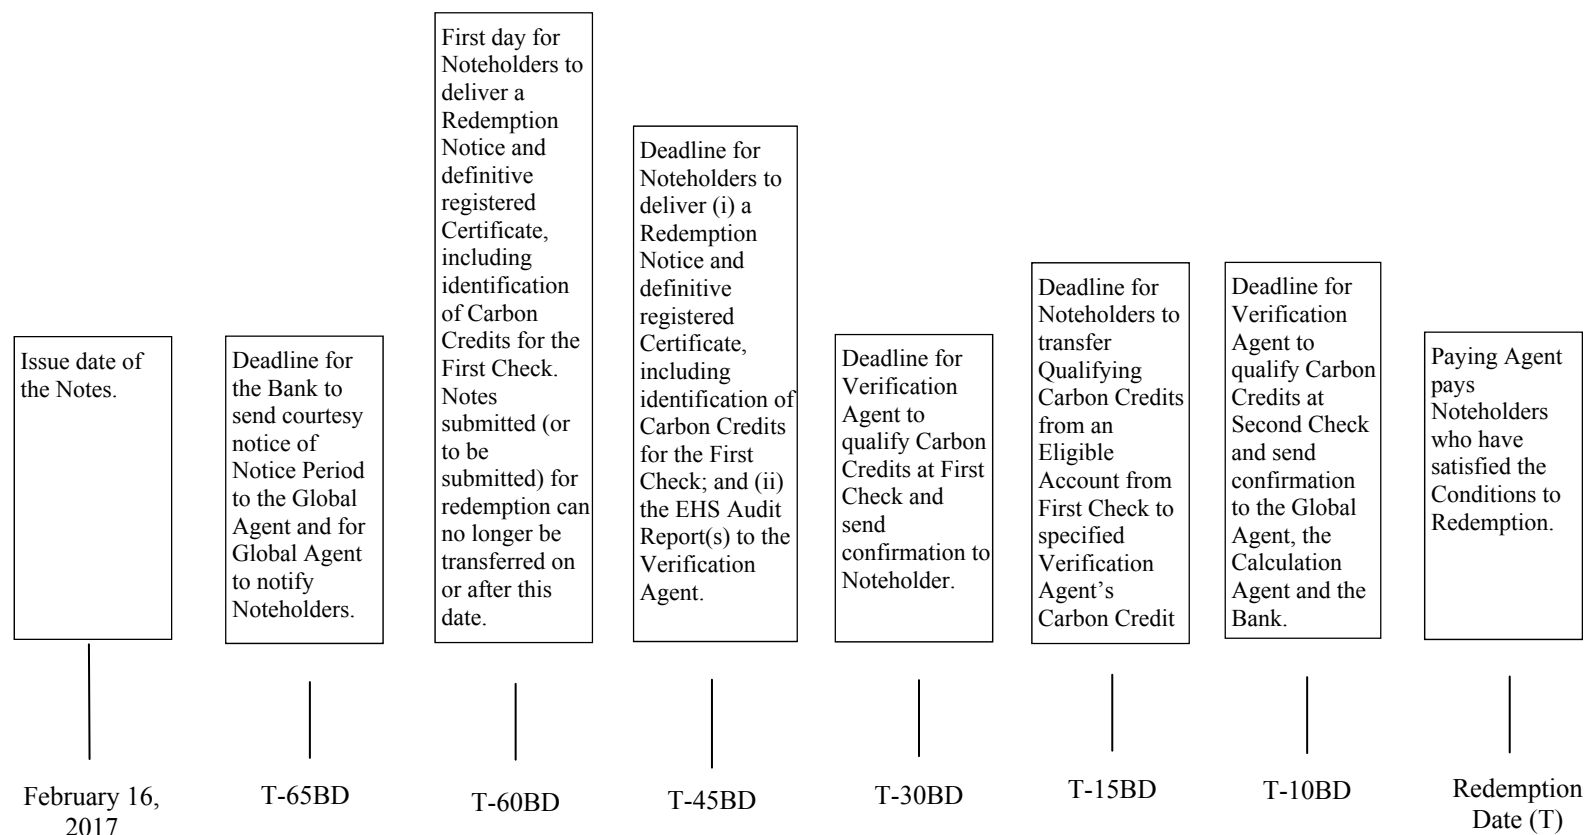 Issue date of
the Notes.
Deadline for
the Bank to
send courtesy
notice of
Notice Period
to the Global
Agent and for
Global Agent
to notify
Noteholders.
First day for
Noteholders to
deliver a
Redemption
Notice and
definitive
registered
Certificate,
including
identification
of Carbon
Credits for the
First Check.
Notes
submitted (or
to be
submitted) for
redemption can
no longer be
transferred on
or after this
date.
Deadline for
Noteholders to
deliver (i) a
Redemption
Notice and
definitive
registered
Certificate,
including
identification of
Carbon Credits
for the First
Check; and (ii)
the EHS Audit
Report(s) to the
Verification
Agent.
Deadline for
Verification
Agent to
qualify Carbon
Credits at First
Check and
send
confirmation to
Noteholder.
Deadline for
Noteholders to
transfer
Qualifying
Carbon Credits
from an
Eligible
Account from
First Check to
specified
Verification
Agent’s
Carbon Credit
Deadline for
Verification
Agent to
qualify Carbon
Credits at
Second Check
and send
confirmation
to the Global
Agent, the
Calculation
Agent and the
Bank.
Paying Agent
pays
Noteholders
who have
satisfied the
Conditions to
Redemption.
February 16,
2017
T-65BD
T-60BD
T-45BD
T-30BD
T-15BD
T-10BD
Redemption
Date (T)